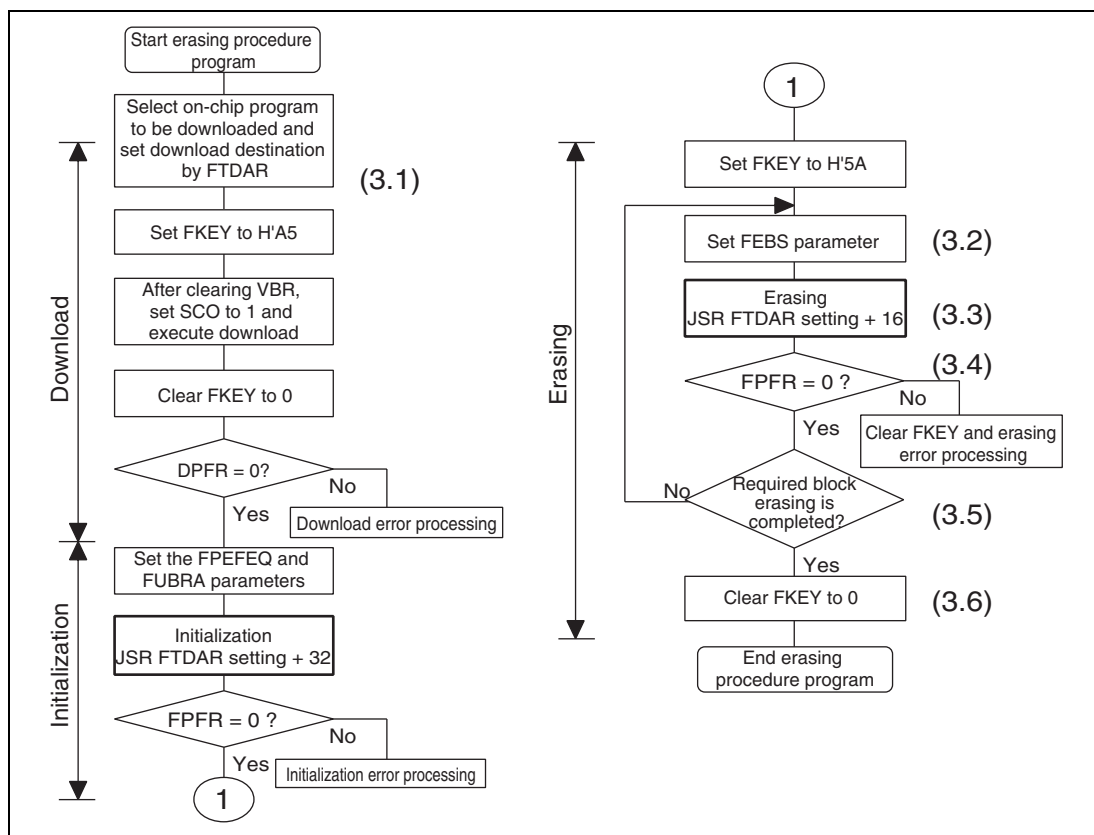 Start erasing procedure
program
Select on-chip program
to be downloaded and
set download destination
by FTDAR
(3.1)
Set FKEY to H'A5
After clearing VBR,
set SCO to 1 and
execute download
Clear FKEY to 0
DPFR = 0?
No
Yes
Download error processing
Download
Set the FPEFEQ and
FUBRA parameters
Initialization
JSR FTDAR setting + 32
FPFR = 0 ?
No
Yes
Initialization error processing
Initialization
1
1
Set FKEY to H'5A
Set FEBS parameter
(3.2)
Erasing
JSR FTDAR setting + 16
(3.3)
(3.4)
FPFR = 0 ?
No
Yes
Clear FKEY and erasing
error processing
Erasing
No
Required block
erasing is
completed?
(3.5)
Yes
Clear FKEY to 0
(3.6)
End erasing
procedure program